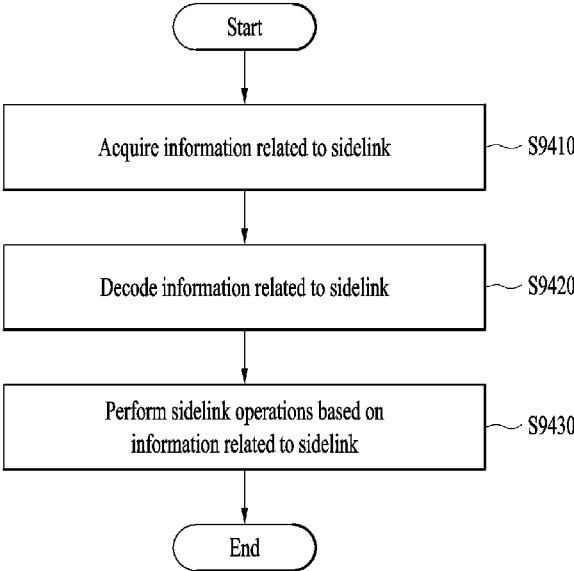 Start
Acquire information related to sidelink
S9410
Decode information related to sidelink
S9420
Perform sidelink operations based on
information related to sidelink
S9430
End